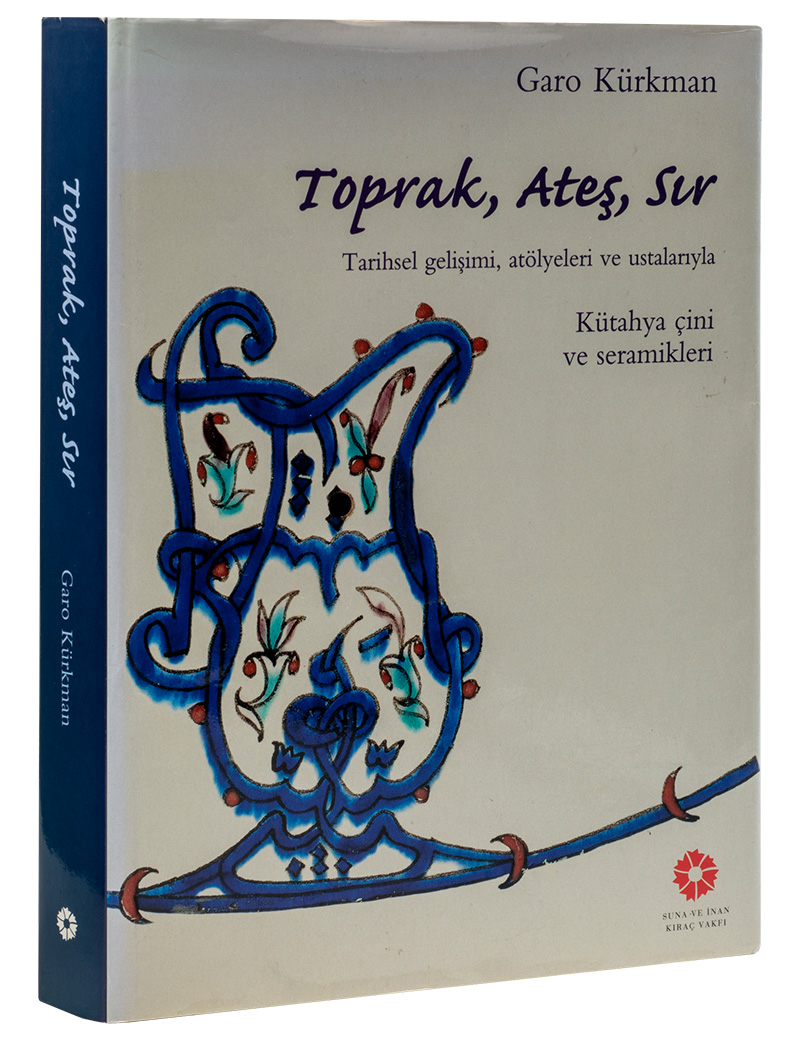 Garo Kürkman
Toprak, Ateş, Sır
Tarihsel gelişimi, atölyeleri ve ustalarıyla
Kütahya çini
ve seramikleri
SUNA VE İNAN
KIRAÇ VAKFI
Toprak, Ateş, Sır
Garo Kürkman